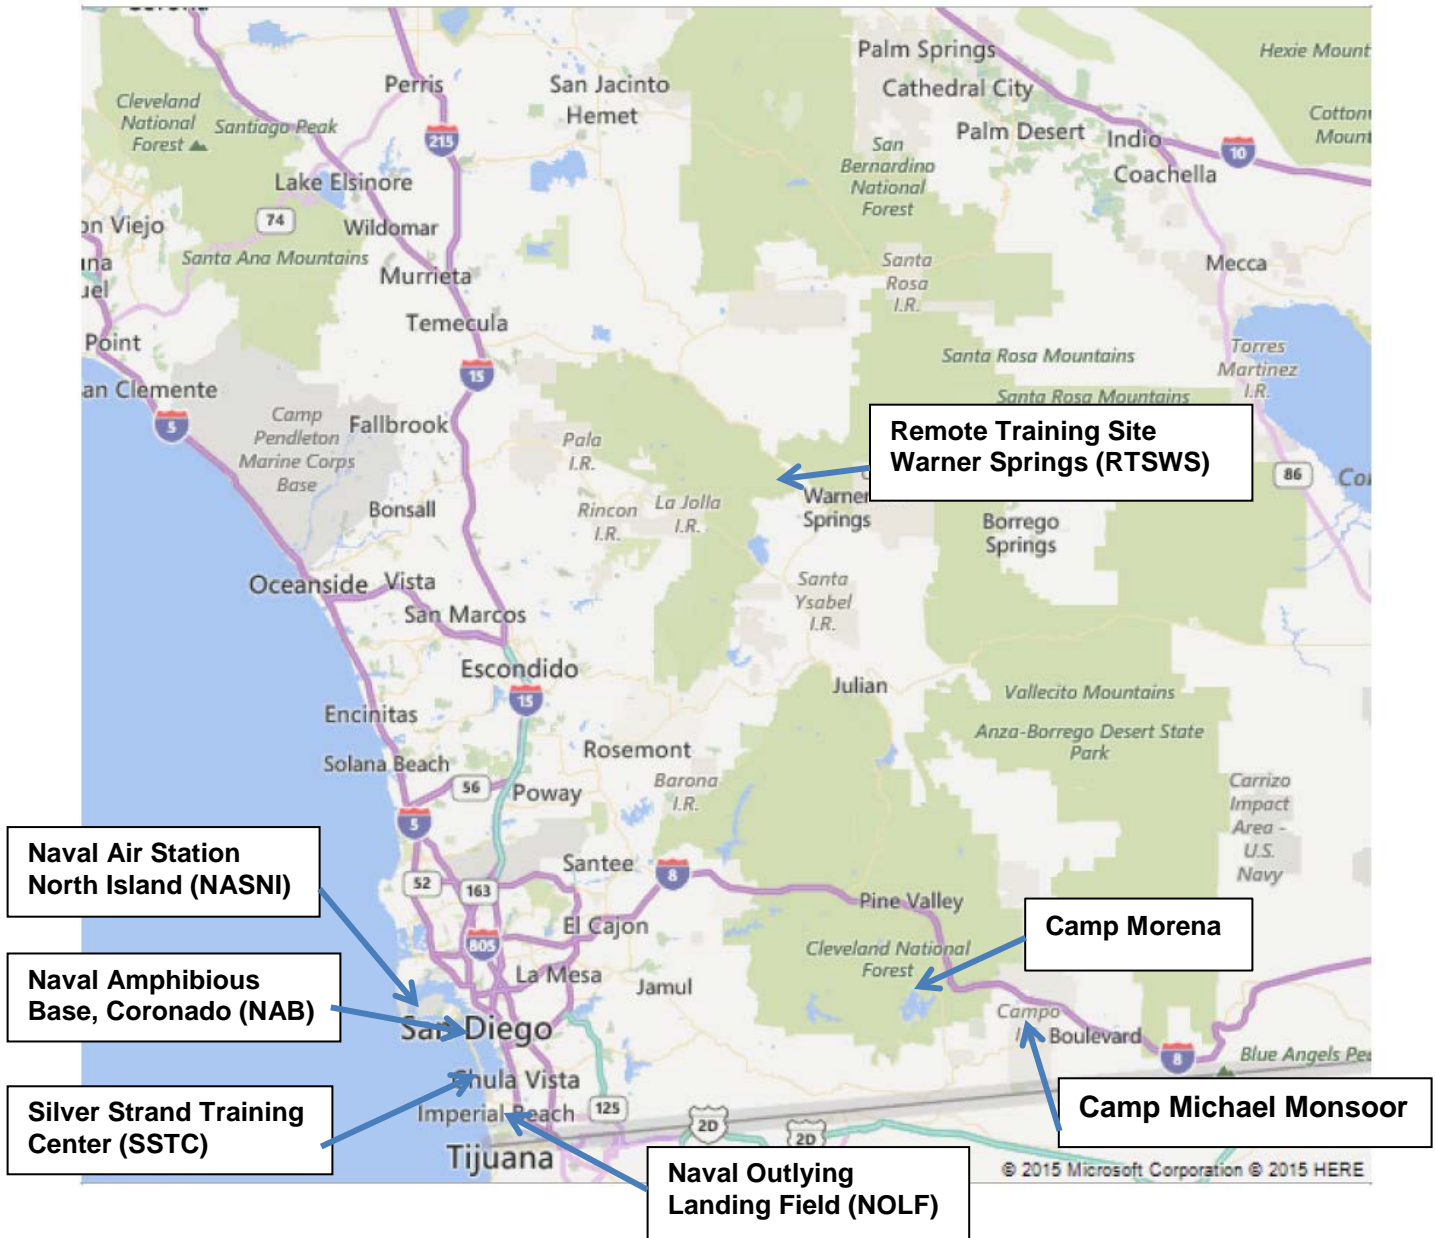 Corona
Palm Springs
Hexie Mount
Perris
San Jacinto
Hemet
Cathedral City
Cleveland
National
Forest
Santiago Peak
Cotton
Mount
215
Palm Desert
Indio
10
San
Bernardino
National
Forest
Coachella
Lake Elsinore
74
on Viejo
Wildomar
Santa Ana Mountains
una
uel
Murrieta
Santa
Rosa
I.R.
Mecca
Temecula
Point
Santa Rosa Mountains
Torres
Martinez
I.R.
15
an Clemente
Santa Rosa Mountains
5
Camp
Pendleton
Marine Corps
Base
Fallbrook
Pala
I.R.
Remote Training Site
Warner Springs (RTSWS)
86
Co
Bonsall
Rincon
I.R.
La Jolla
I.R.
Warner
Springs
Borrego
Springs
Oceanside
Vista
Santa
Ysabel
I.R.
San Marcos
Escondido
15
Julian
Vallecito Mountains
Encinitas
Anza-Borrego Desert State
Park
Rosemont
Solana Beach
56
Poway
Barona
I.R.
Carrizo
Impact
Area -
U.S.
Navy
5
Naval Air Station
North Island (NASNI)
Santee
8
52
163
Pine Valley
El Cajon
Camp Morena
805
Cleveland National
Forest
Naval Amphibious
Base, Coronado (NAB)
La Mesa
Jamul
San Diego
Campo
I
Boulevard
8
Blue Angels Pea
Chula Vista
Silver Strand Training
Center (SSTC)
Imperial Beach
125
2D
2D
Camp Michael Monsoor
Tijuana
Naval Outlying
Landing Field (NOLF)
© 2015 Microsoft Corporation © 2015 HERE